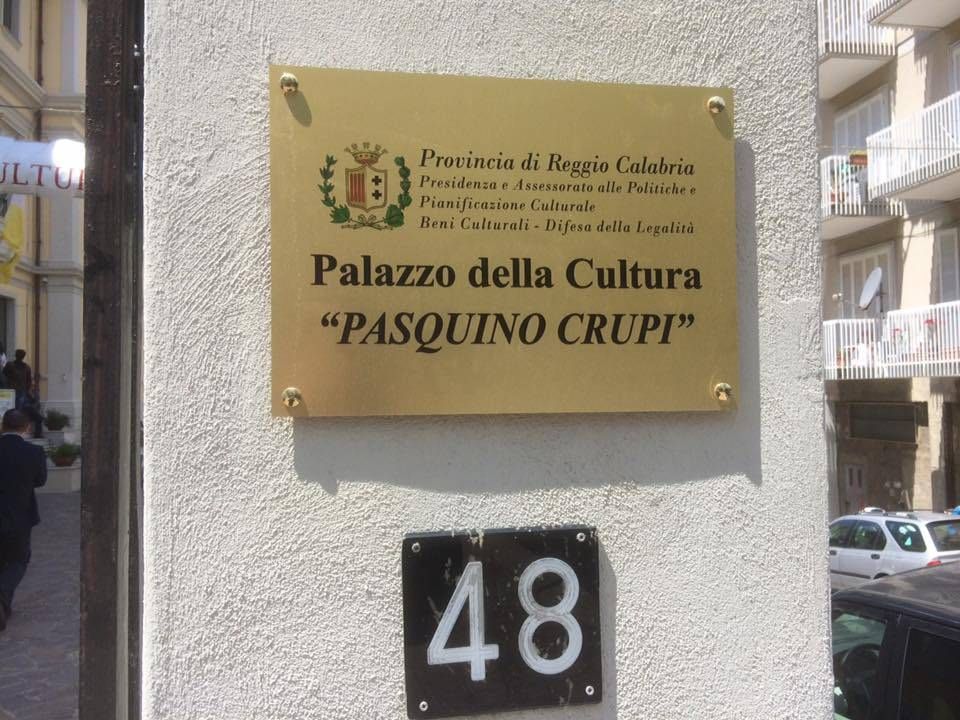 CULTU
Provincia di Reggio Calabria
Presidenza e Assessorato alle Politiche e
Pianificazione Culturale
Beni Culturali - Difesa della Legalità
Palazzo della Cultura
“PASQUINO CRUPI”
48